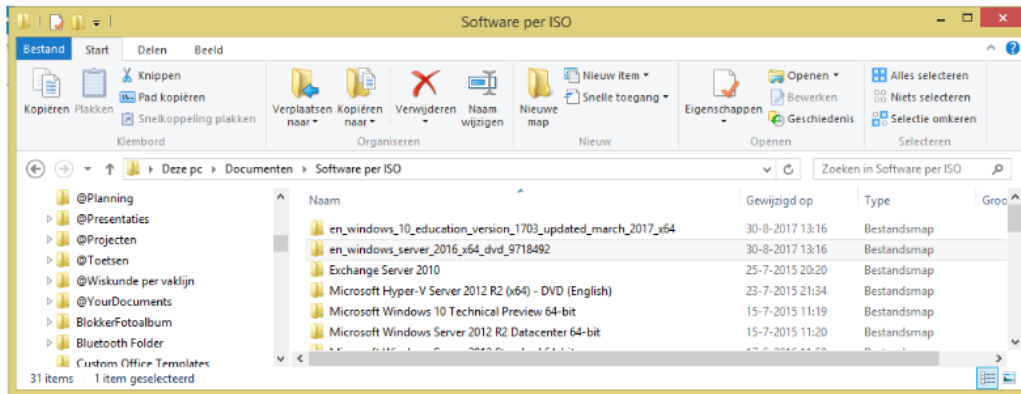 Software per ISO
Bestand Start Delen Beeld
Kopiëren Plakken
Knippen
Pad kopiëren
Snelkoppeling plakken
Klembord
Verplaatsen naar
Kopiëren naar
Verwijderen
Naam wijzigen
Organiseren
Nieuwe map
Nieuw item
Snelle toegang
Nieuw
Eigenschappen
Openen
Bewerken
Geschiedenis
Openen
Alles selecteren
Niets selecteren
Selectie omkeren
Selecteren
Deze pc Documenten Software per ISO
Zoeken in Software per ISO
@Planning
@Presentaties
@Projecten
@Toetsen
@Wiskunde per vaklijn
@YourDocuments
BlokkerFotoalbum
Bluetooth Folder
Custom Office Templates
Naam Gewijzigd op Type Groo
en_windows_10_education_version_1703_updated_march_2017_x64 30-8-2017 13:16 Bestandsmap
en_windows_server_2016_x64_dvd_9718492 30-8-2017 13:16 Bestandsmap
Exchange Server 2010 25-7-2015 20:20 Bestandsmap
Microsoft Hyper-V Server 2012 R2 (x64) - DVD (English) 23-7-2015 21:34 Bestandsmap
Microsoft Windows 10 Technical Preview 64-bit 15-7-2015 11:19 Bestandsmap
Microsoft Windows Server 2012 R2 Datacenter 64-bit 15-7-2015 11:20 Bestandsmap
31 items 1 item geselecteerd